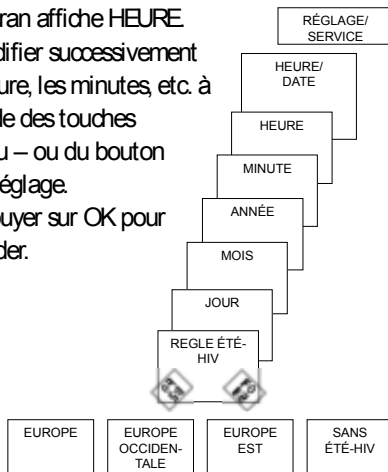 ran affiche HEURE.
difier successivement
ure, les minutes, etc. à
de des touches
u – ou du bouton
églage.
ouyer sur OK pour
der.
RÉGLAGE/
SERVICE
HEURE/
DATE
HEURE
MINUTE
ANNÉE
MOIS
JOUR
REGLE ÉTÉ-
HIV
EUROPE
EUROPE
OCCIDEN-
TALE
EUROPE
EST
SANS
ÉTÉ-HIV